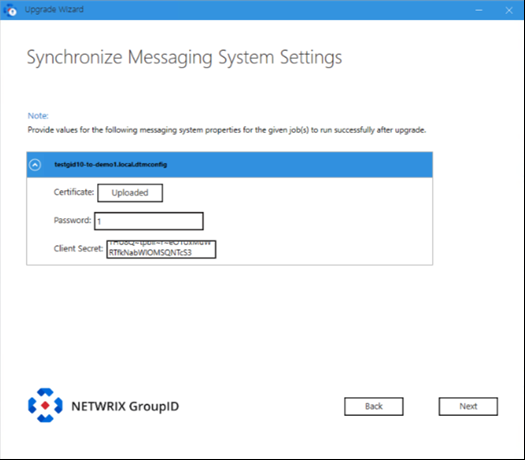 Upgrade Wizard
Synchronize Messaging System Settings
Note:
Provide values for the following messaging system properties for the given job(s) to run successfully after upgrade.
testgid10-to-demo1.local.dtmconfig
Certificate: Uploaded
Password: 1
Client Secret:
RTfkNabWIOMSQNTcS3
NETWRIX GroupID
Back
Next